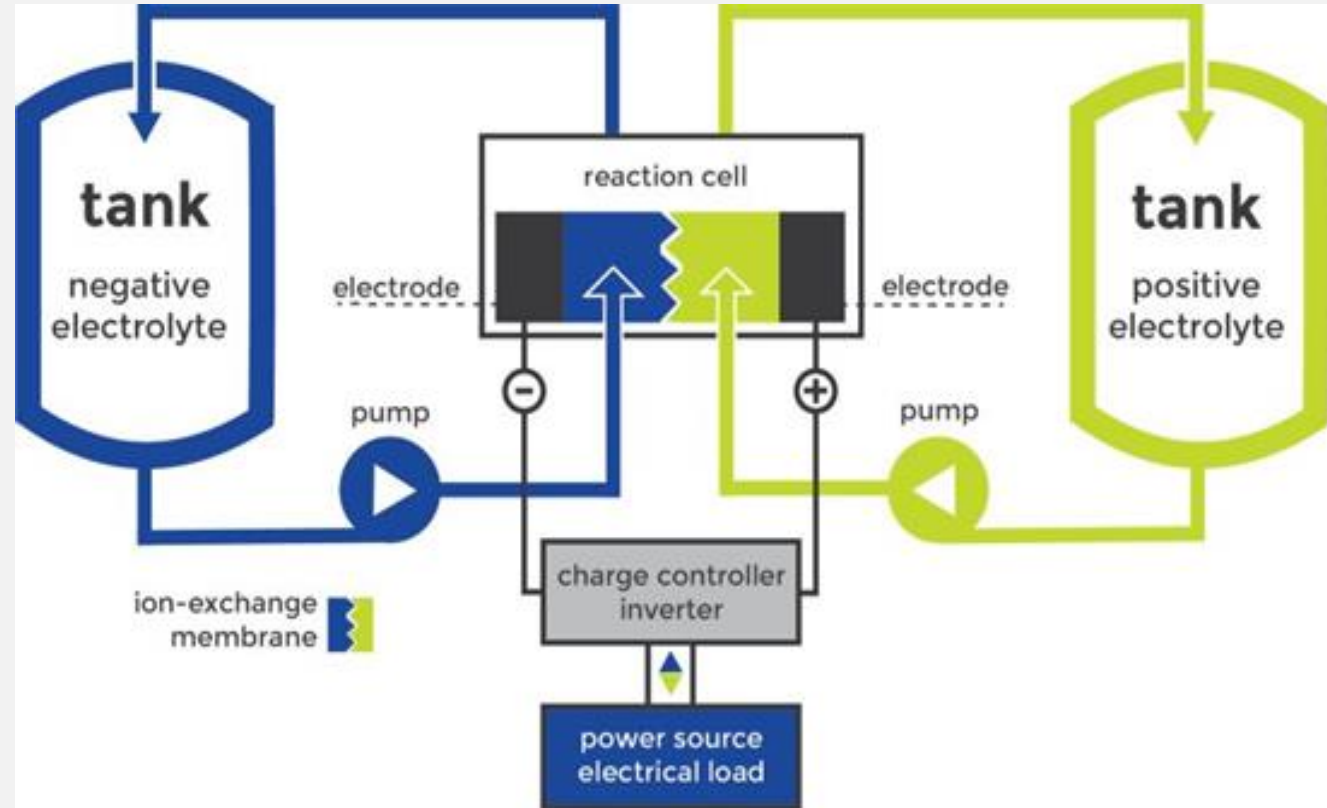 tank
negative
electrolyte
reaction cell
electrode
electrode
tank
positive
electrolyte
-
+
pump
pump
ion-exchange
membrane
charge controller
inverter
power source
electrical load